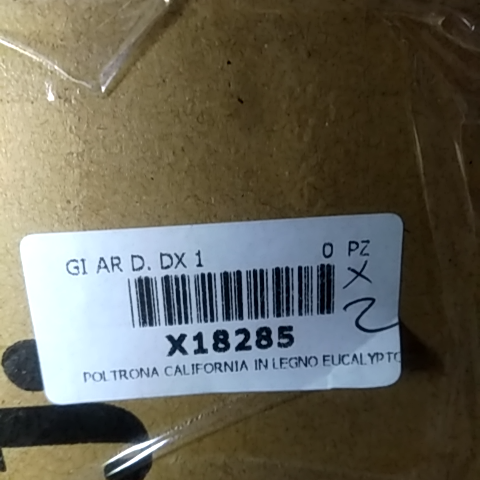 GI AR D. DX 1 0 PZ
X 2
X18285
POLTRONA CALIFORNIA IN LEGNO EUCALYPTO